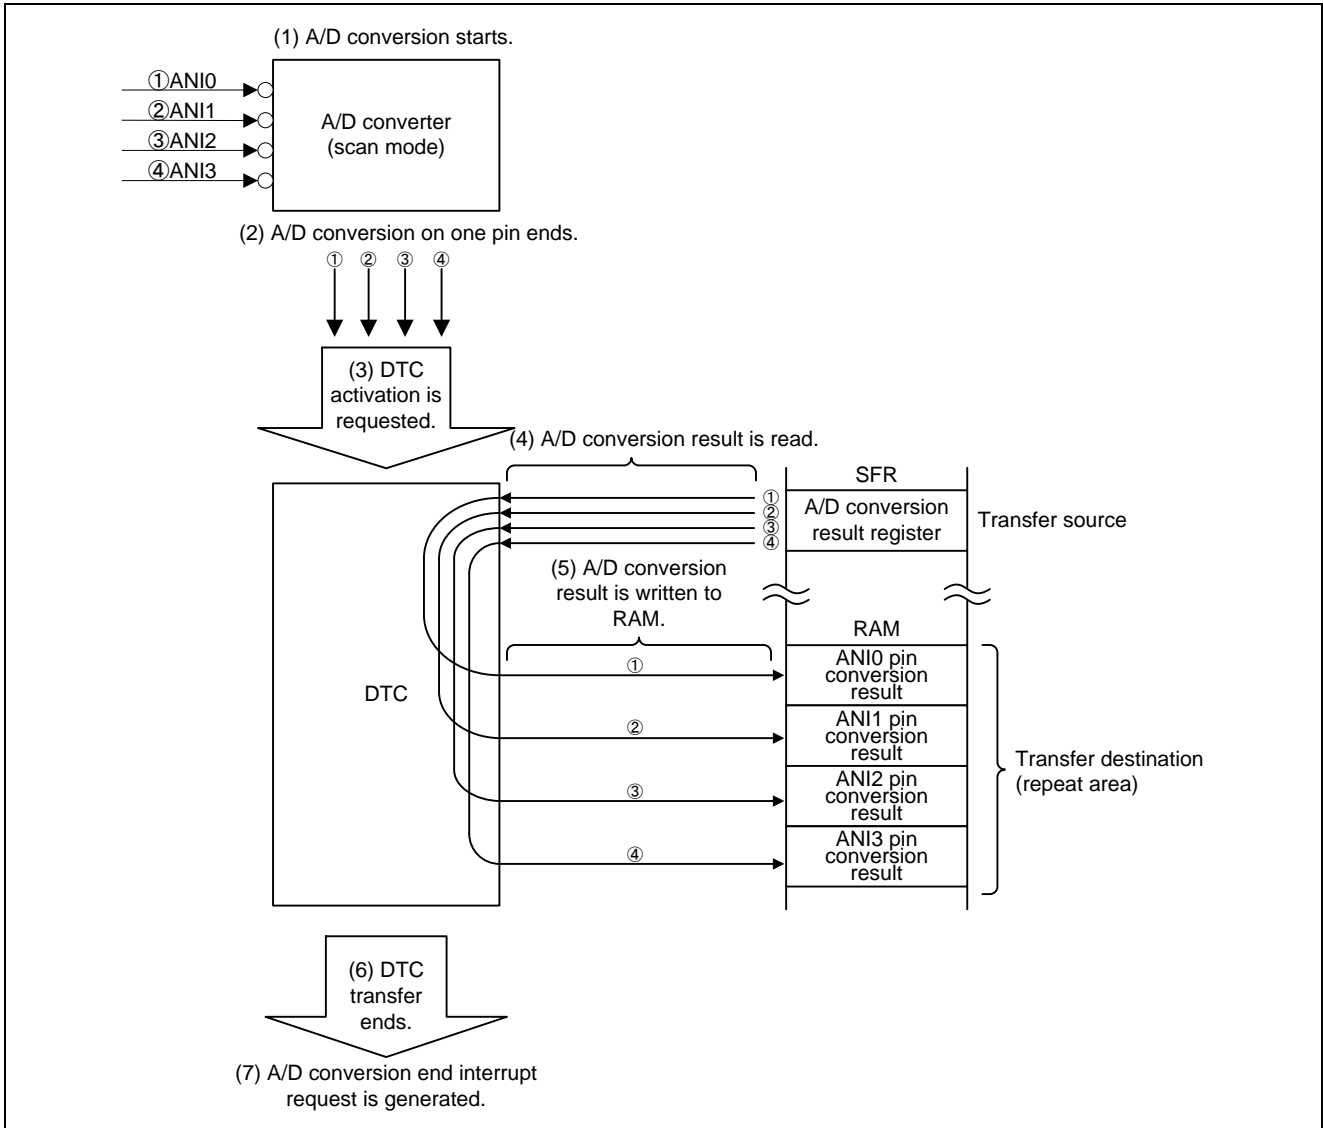 (1) A/D conversion starts.
①ANI0
②ANI1
③ANI2
④ANI3
A/D converter
(scan mode)
(2) A/D conversion on one pin ends.
① ② ③ ④
(3) DTC
activation is
requested.
(4) A/D conversion result is read.
SFR
①
②
③
④
A/D conversion
result register
Transfer source
(5) A/D conversion
result is written to
RAM.
RAM
DTC
①
ANI0 pin
conversion
result
②
ANI1 pin
conversion
result
③
ANI2 pin
conversion
result
④
ANI3 pin
conversion
result
Transfer destination
(repeat area)
(6) DTC
transfer
ends.
(7) A/D conversion end interrupt
request is generated.